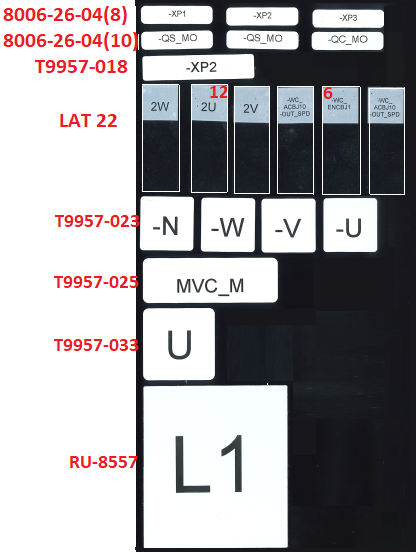 8006-26-04(8) -XP1 -XP2 -XP3
8006-26-04(10) -QS_MO -QS_MO -QC_MO
T9957-018 -XP2
12 6
LAT 22 2W 2U 2V
-WC_
ACBJ10
-OUT_SPD
-WC_
ENCBJ1
-WC_
ACBJ10
-OUT_SPD
T9957-023 -N -W -V -U
T9957-025 MVC_M
T9957-033 U
RU-8557 L1